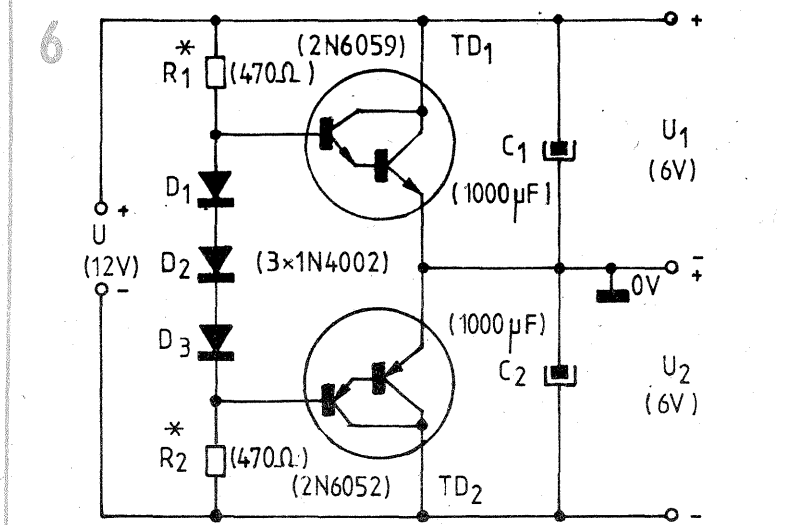 6
*
R1 (470Ω)
(2N6059)
TD1
+
C1
(1000µF)
U1
(6V)
D1
+
U
(12V)
-
D2
(3×1N4002)
-
+
0V
D3
(1000µF)
C2
U2
(6V)
*
R2 (470Ω)
(2N6052)
TD2
-